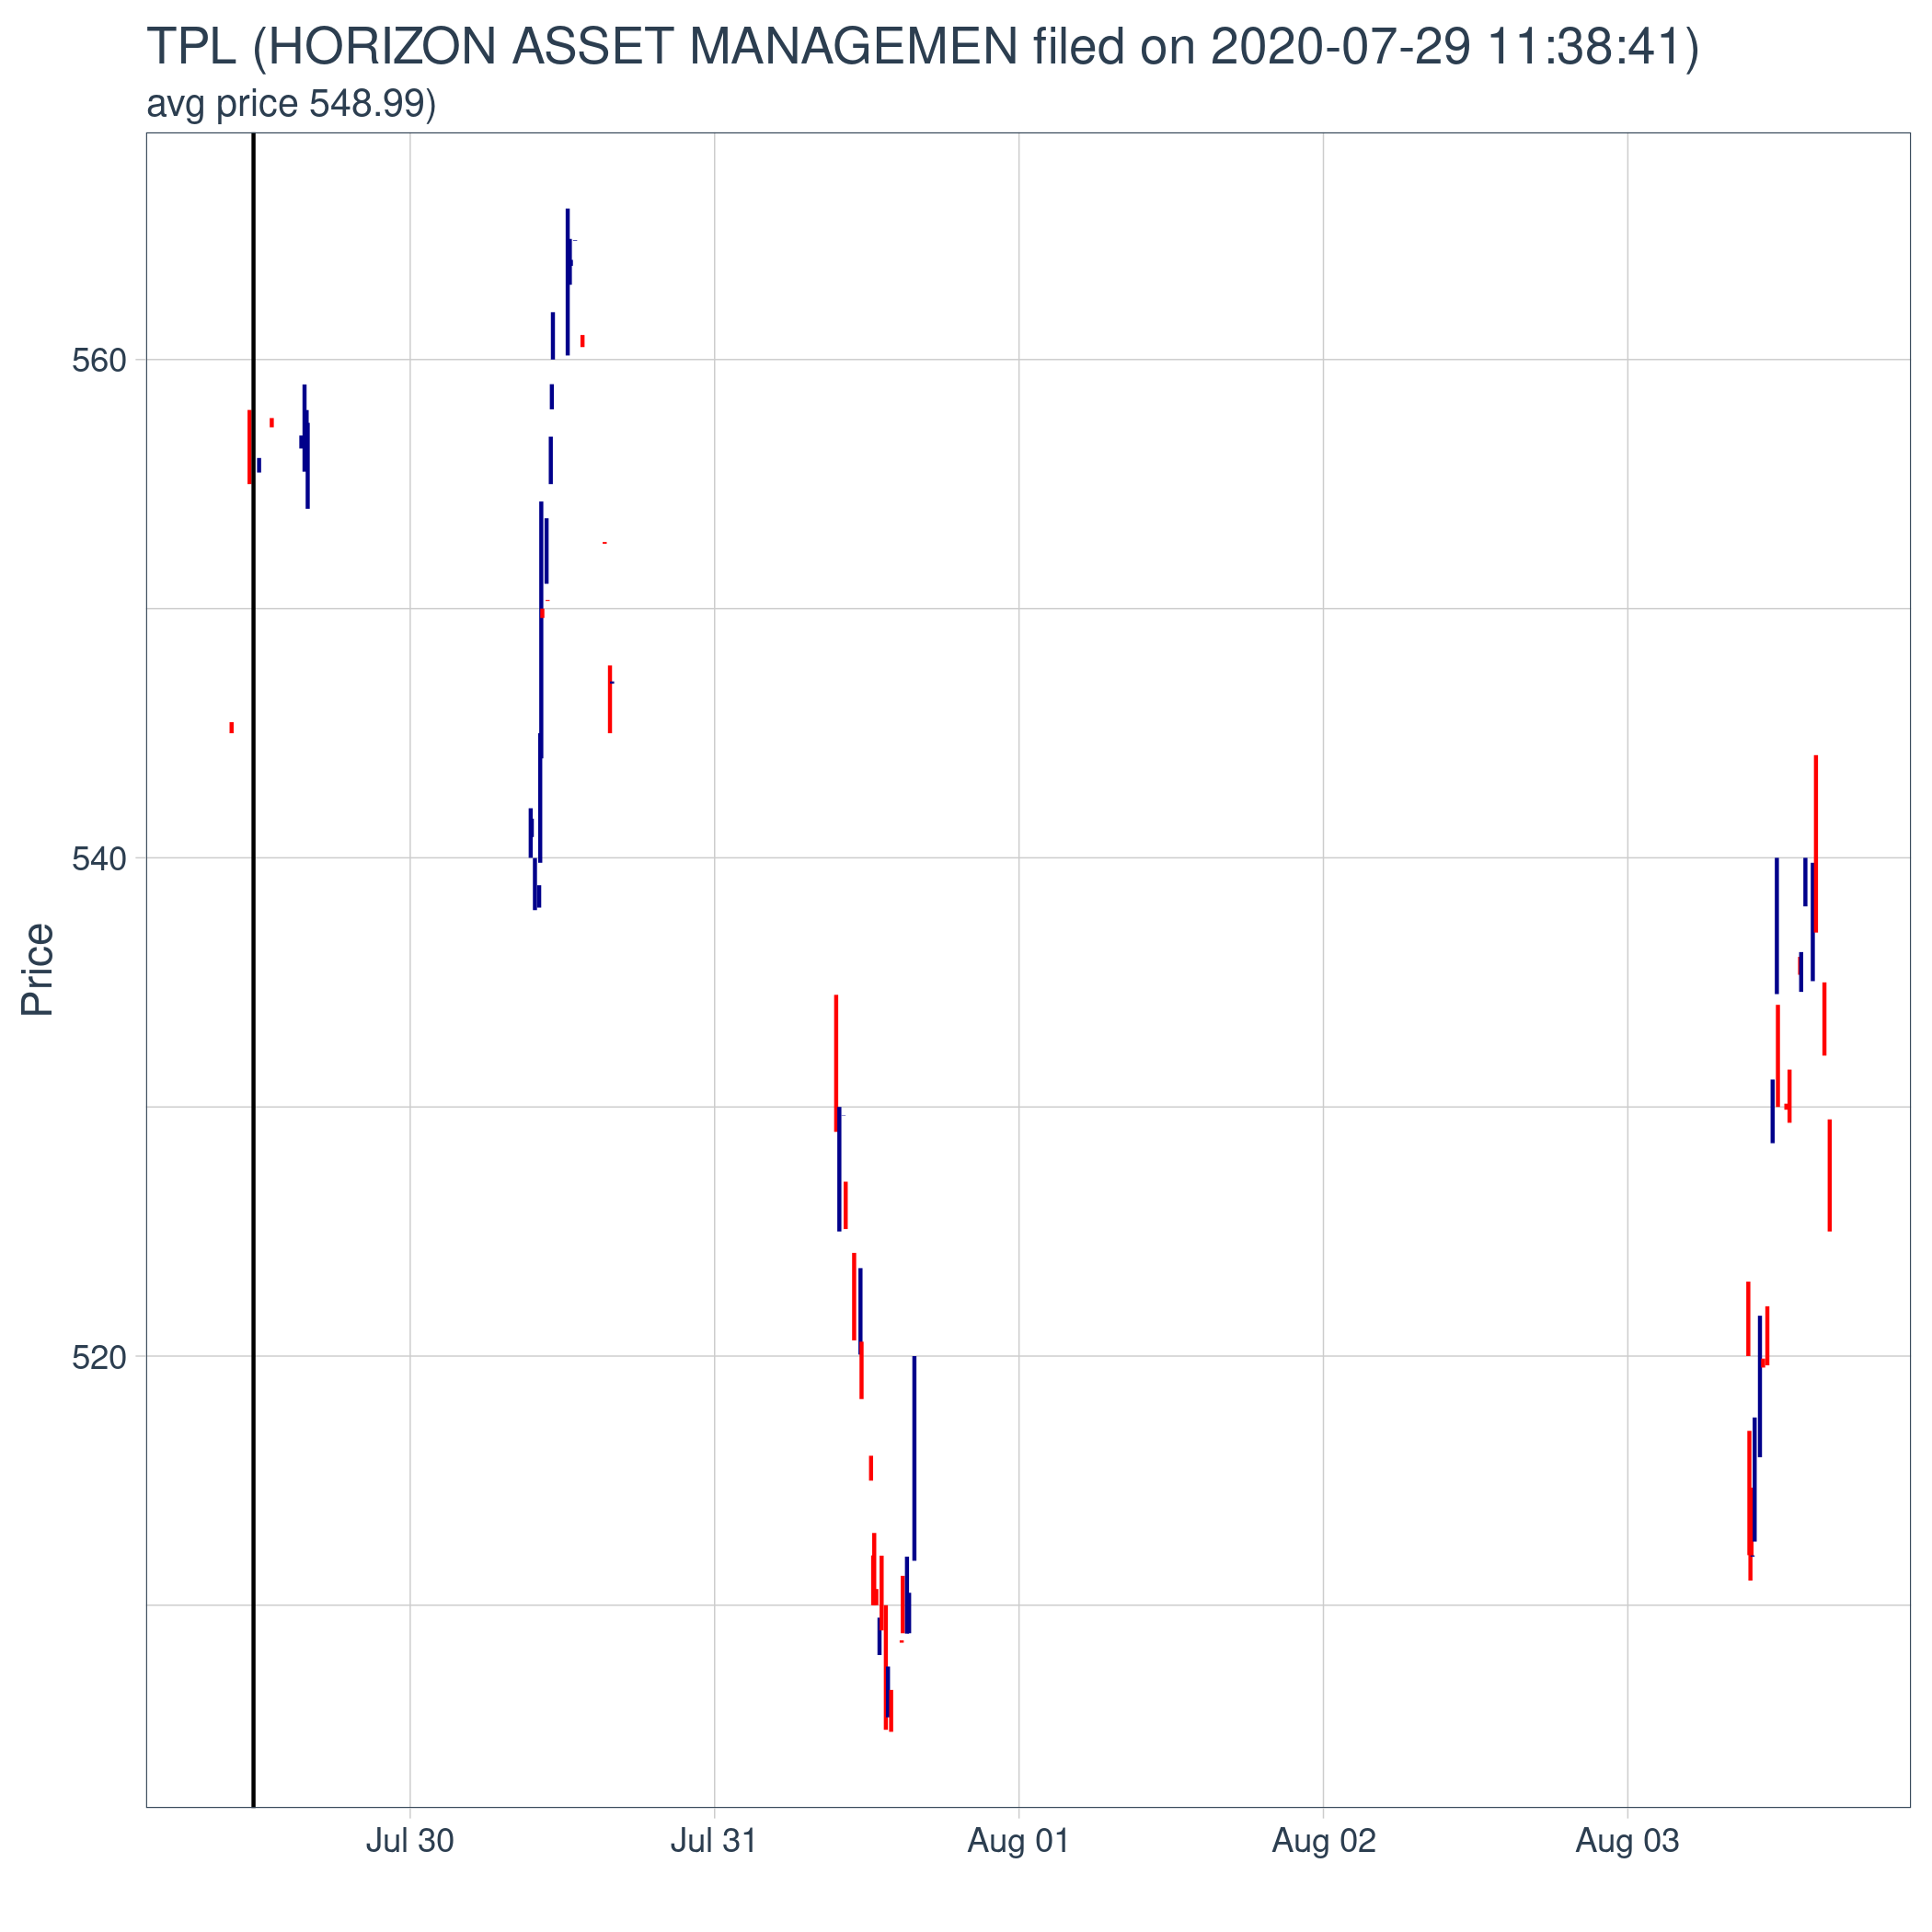 TPL (HORIZON ASSET MANAGEMEN filed on 2020-07-29 11:38:41)
avg price 548.99)
560
540
520
Price
Jul 30 Jul 31 Aug 01 Aug 02 Aug 03